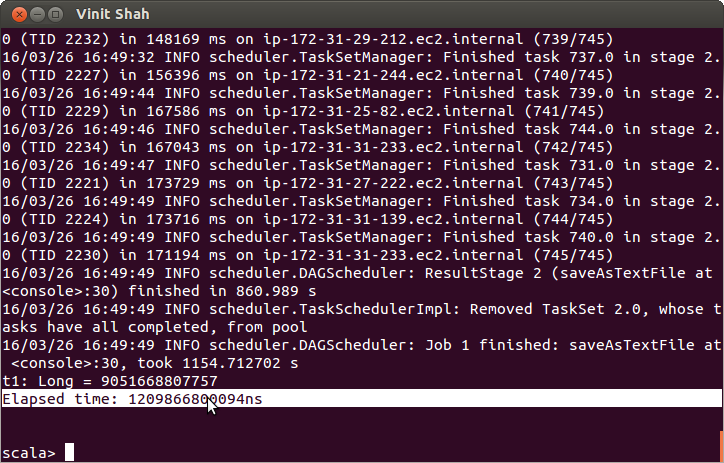 Vinit Shah
0 (TID 2232) in 148169 ms on ip-172-31-29-212.ec2.internal (739/745)
16/03/26 16:49:32 INFO scheduler.TaskSetManager: Finished task 737.0 in stage 2.
0 (TID 2227) in 156396 ms on ip-172-31-21-244.ec2.internal (740/745)
16/03/26 16:49:44 INFO scheduler.TaskSetManager: Finished task 739.0 in stage 2.
0 (TID 2229) in 167586 ms on ip-172-31-25-82.ec2.internal (741/745)
16/03/26 16:49:46 INFO scheduler.TaskSetManager: Finished task 744.0 in stage 2.
0 (TID 2234) in 167043 ms on ip-172-31-31-233.ec2.internal (742/745)
16/03/26 16:49:47 INFO scheduler.TaskSetManager: Finished task 731.0 in stage 2.
0 (TID 2221) in 173729 ms on ip-172-31-27-222.ec2.internal (743/745)
16/03/26 16:49:49 INFO scheduler.TaskSetManager: Finished task 734.0 in stage 2.
0 (TID 2224) in 173716 ms on ip-172-31-31-139.ec2.internal (744/745)
16/03/26 16:49:49 INFO scheduler.TaskSetManager: Finished task 740.0 in stage 2.
0 (TID 2230) in 171194 ms on ip-172-31-31-233.ec2.internal (745/745)
16/03/26 16:49:49 INFO scheduler.DAGScheduler: ResultStage 2 (saveAsTextFile at
<console>:30) finished in 860.989 s
16/03/26 16:49:49 INFO scheduler.TaskSchedulerImpl: Removed TaskSet 2.0, whose t
asks have all completed, from pool
16/03/26 16:49:49 INFO scheduler.DAGScheduler: Job 1 finished: saveAsTextFile at
<console>:30, took 1154.712702 s
t1: Long = 9051668807757
Elapsed time: 1209866800094ns
scala>